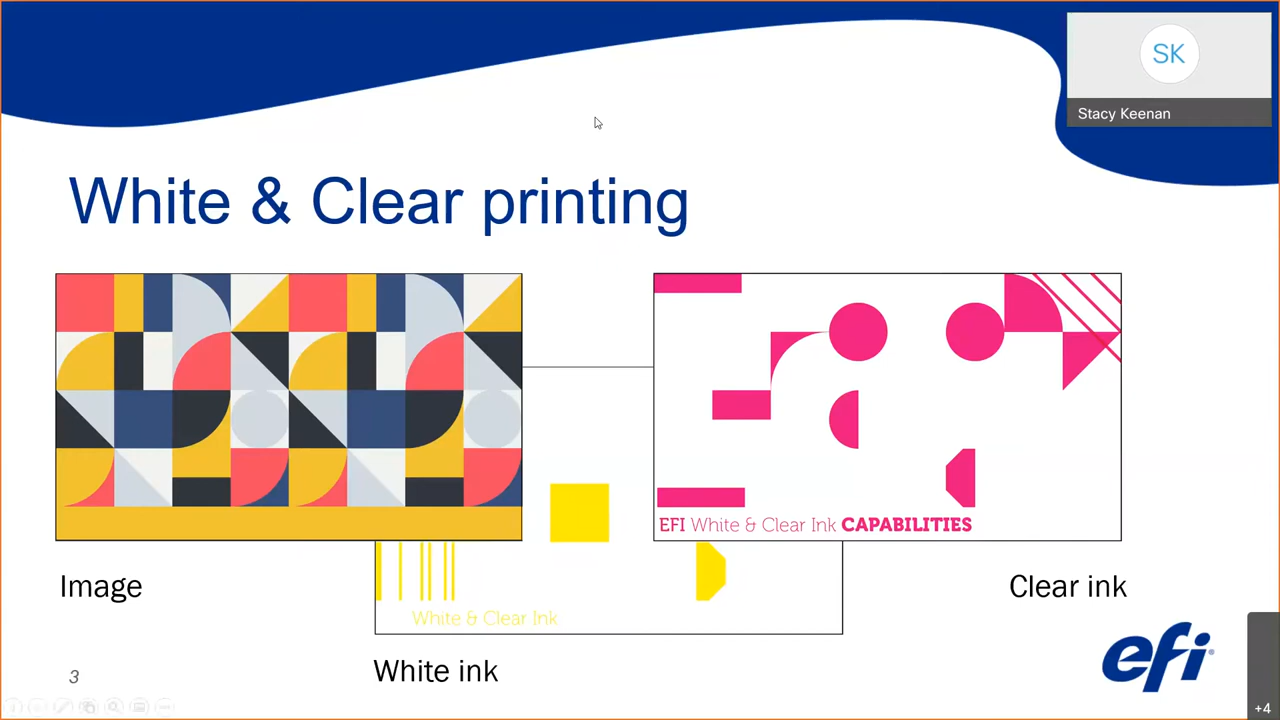 SK
Stacy Keenan
White & Clear printing
EFI White & Clear Ink CAPABILITIES
Image
Clear ink
White & Clear Ink
White ink
efi
3
+4